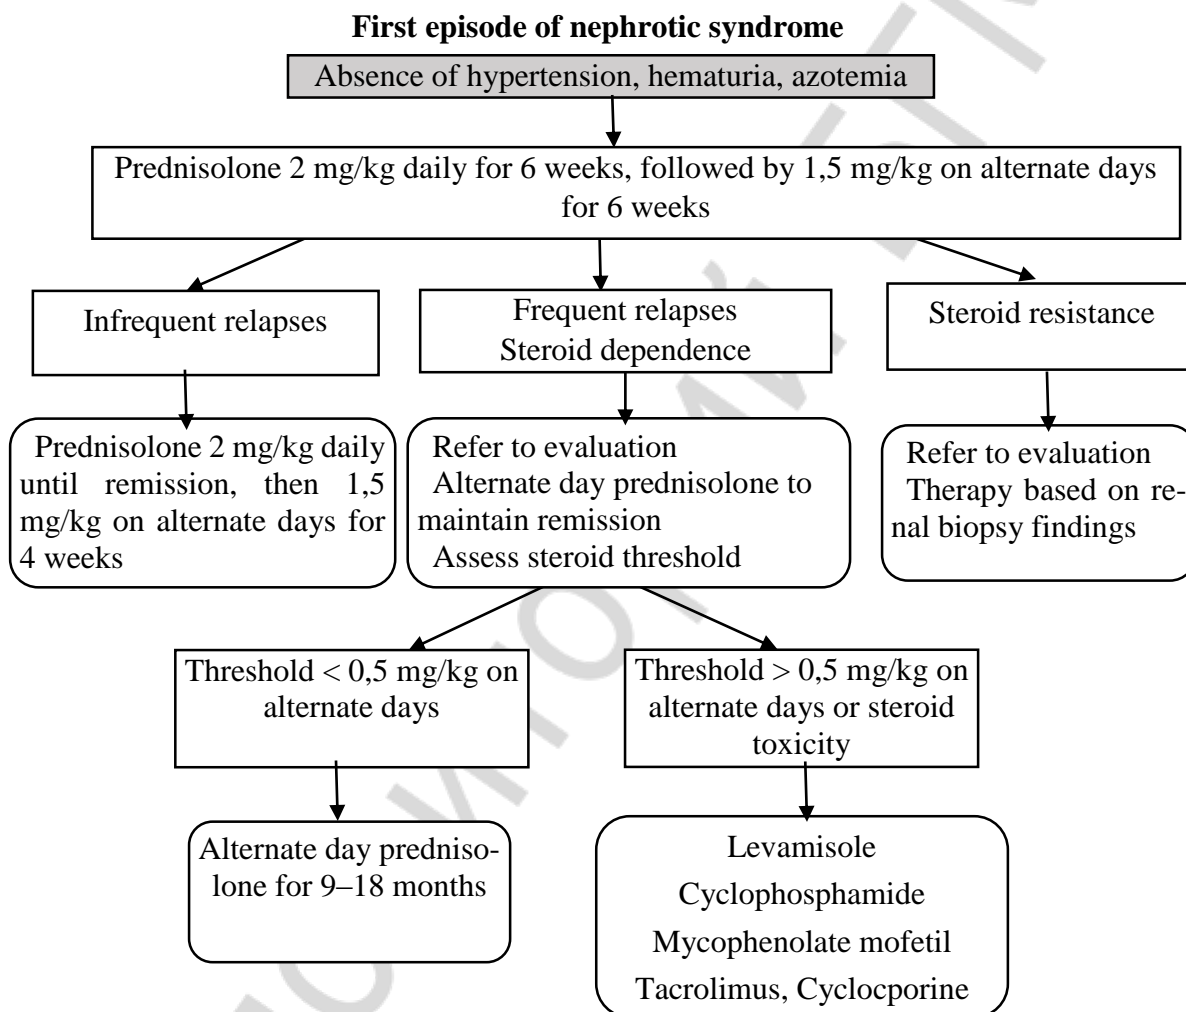 First episode of nephrotic syndrome
Absence of hypertension, hematuria, azotemia
Prednisolone 2 mg/kg daily for 6 weeks, followed by 1,5 mg/kg on alternate days
for 6 weeks
Infrequent relapses
Frequent relapses
Steroid dependence
Steroid resistance
Prednisolone 2 mg/kg daily
until remission, then 1,5
mg/kg on alternate days for
4 weeks
Refer to evaluation
Alternate day prednisolone to
maintain remission
Assess steroid threshold
Refer to evaluation
Therapy based on re-
nal biopsy findings
Threshold < 0,5 mg/kg on
alternate days
Threshold > 0,5 mg/kg on
alternate days or steroid
toxicity
Alternate day predniso-
lone for 9–18 months
Levamisole
Cyclophosphamide
Mycophenolate mofetil
Tacrolimus, Cyclocporine